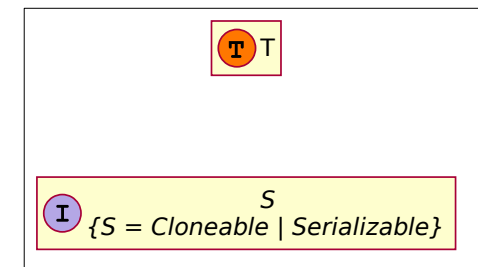 T T
S
I {S = Cloneable | Serializable}